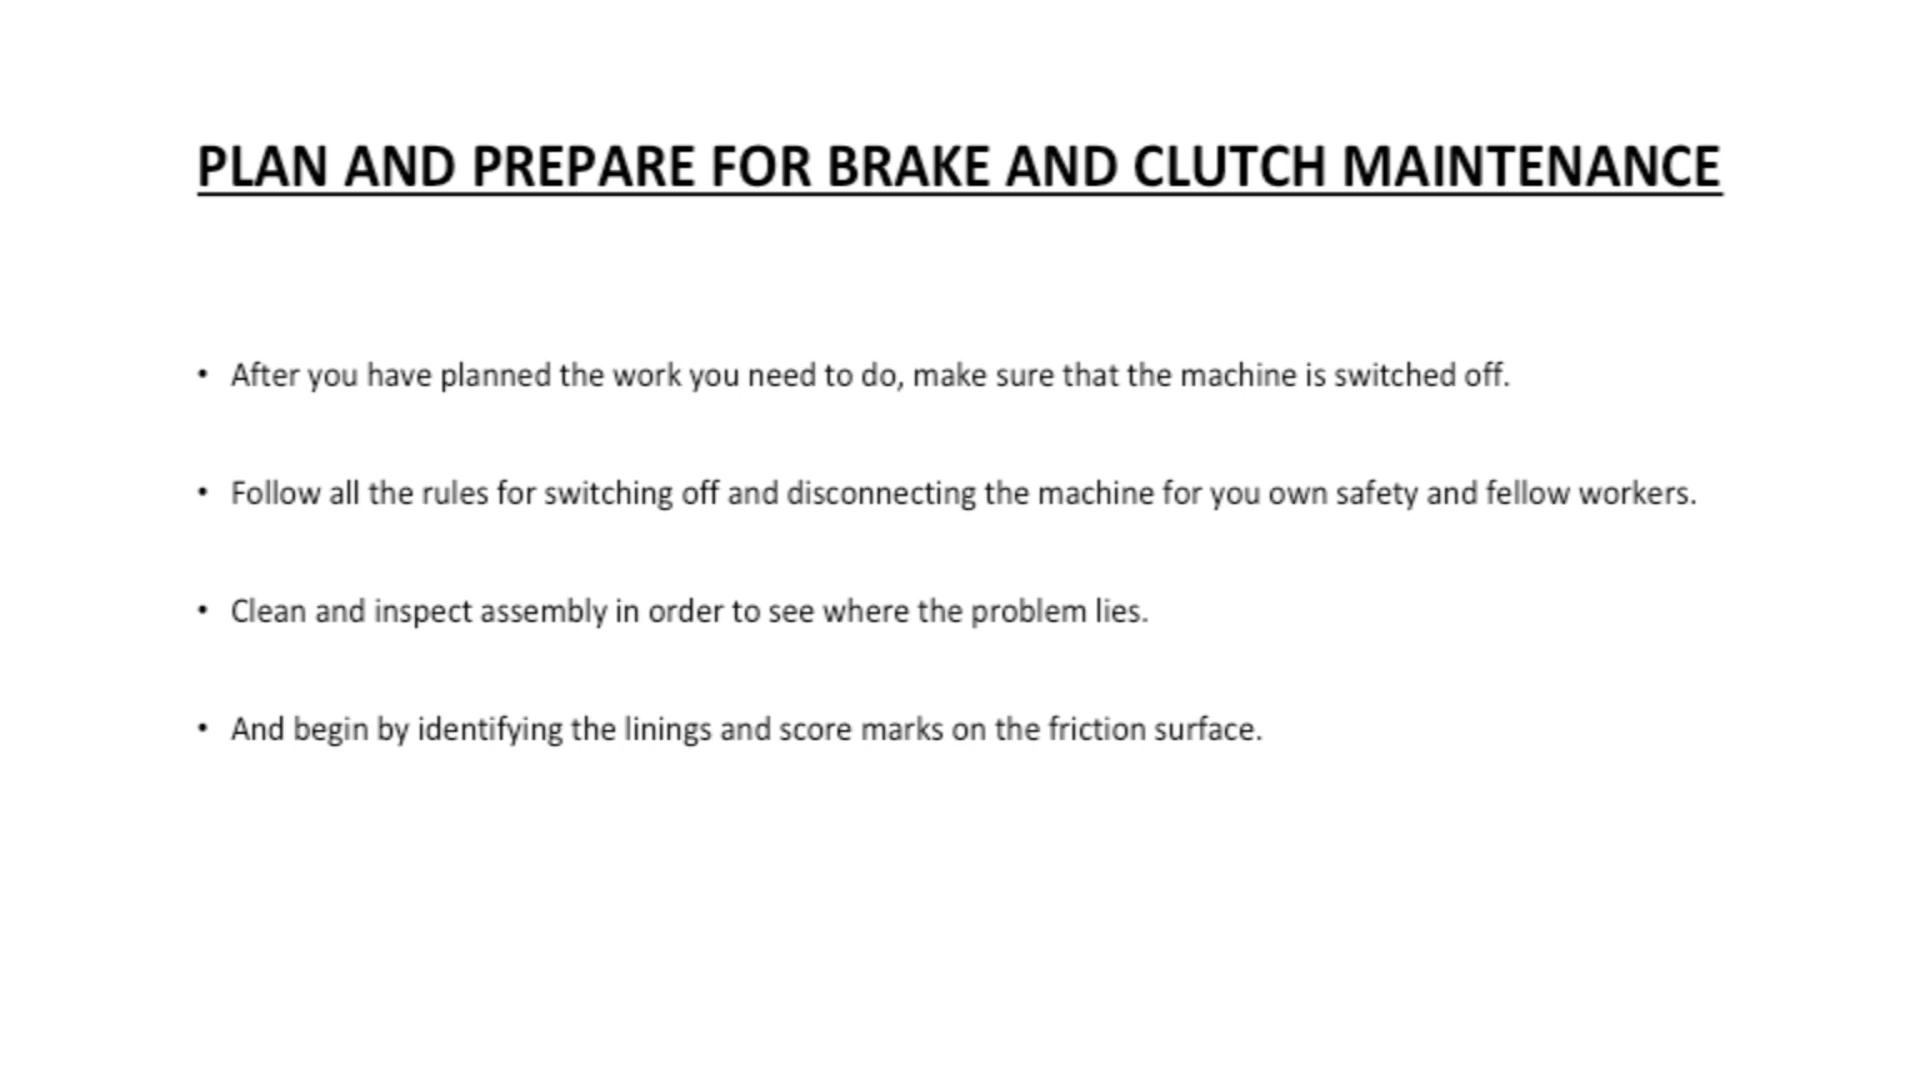 PLAN AND PREPARE FOR BRAKE AND CLUTCH MAINTENANCE
• After you have planned the work you need to do, make sure that the machine is switched off.
• Follow all the rules for switching off and disconnecting the machine for you own safety and fellow workers.
• Clean and inspect assembly in order to see where the problem lies.
• And begin by identifying the linings and score marks on the friction surface.